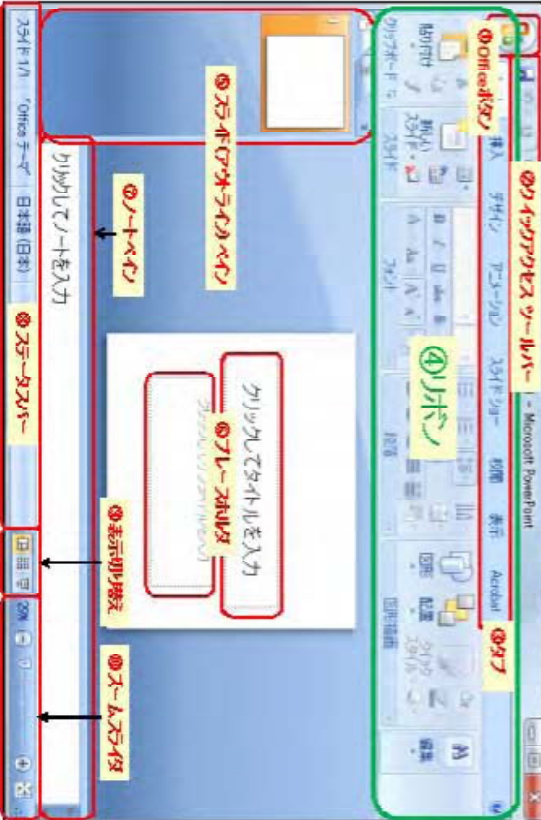 ②クイックアクセス ツールバー
- Microsoft PowerPoint
①Officeボタン
挿入 デザイン アニメーション スライド ショー 校閲 表示 Acrobat
③タブ
貼り付け
新しい
スライド
④リボン
図形
配置
クイック
スタイル
編集
クリップボード
スライド
フォント
段落
図形描画
⑤スライド(アウトライン)ペイン
クリックしてタイトルを入力
⑥プレースホルダ
⑦ノートペイン
クリックしてノートを入力
⑨表示切り替え
⑩ズームスライダ
⑧ステータスバー
スライド 1/1 "Office テーマ" 日本語 (日本)